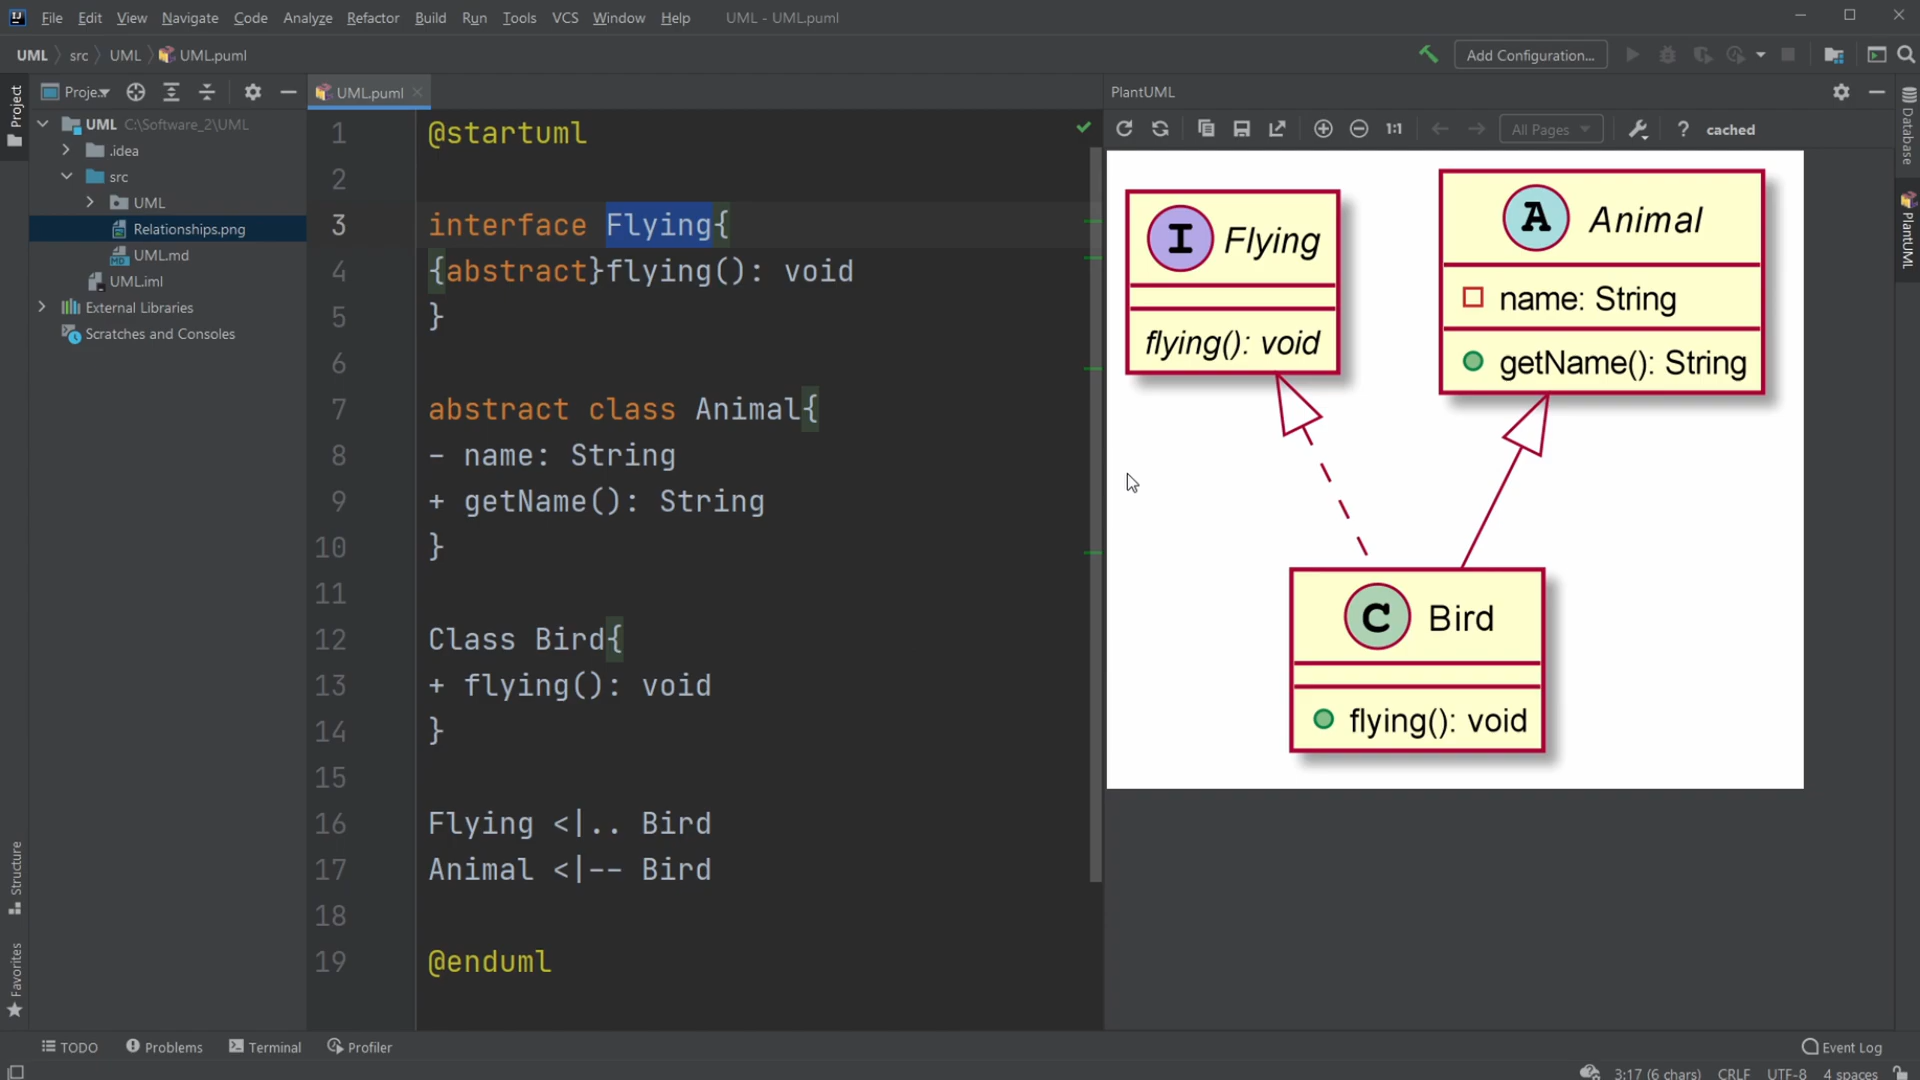 File Edit View Navigate Code Analyze Refactor Build Run Tools VCS Window Help UML - UML.puml
UML src UML UML.puml
Add Configuration...
Project
Proje...
UML C:\Software_2\UML
.idea
src
UML
Relationships.png
UML.md
UML.iml
External Libraries
Scratches and Consoles
Structure
Favorites
UML.puml
1 @startuml
2
3 interface Flying{
4 {abstract}flying(): void
5 }
6
7 abstract class Animal{
8 - name: String
9 + getName(): String
10 }
11
12 Class Bird{
13 + flying(): void
14 }
15
16 Flying <|.. Bird
17 Animal <|-- Bird
18
19 @enduml
PlantUML
1:1 All Pages ? cached
I Flying
flying(): void
A Animal
name: String
getName(): String
C Bird
flying(): void
Database
PlantUML
TODO Problems Terminal Profiler
Event Log
3:17 (6 chars) CRLF UTF-8 4 spaces